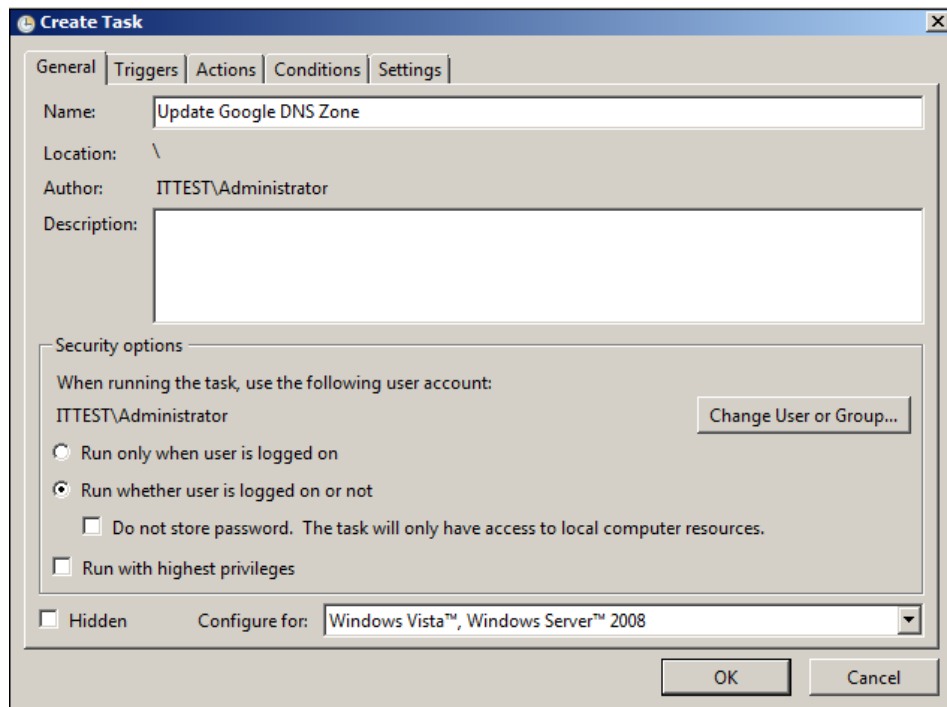 Create Task
General Triggers Actions Conditions Settings
Name: Update Google DNS Zone
Location: \
Author: ITTEST\Administrator
Description:
Security options
When running the task, use the following user account:
ITTEST\Administrator Change User or Group...
Run only when user is logged on
Run whether user is logged on or not
Do not store password. The task will only have access to local computer resources.
Run with highest privileges
Hidden Configure for: Windows Vista™, Windows Server™ 2008
OK Cancel